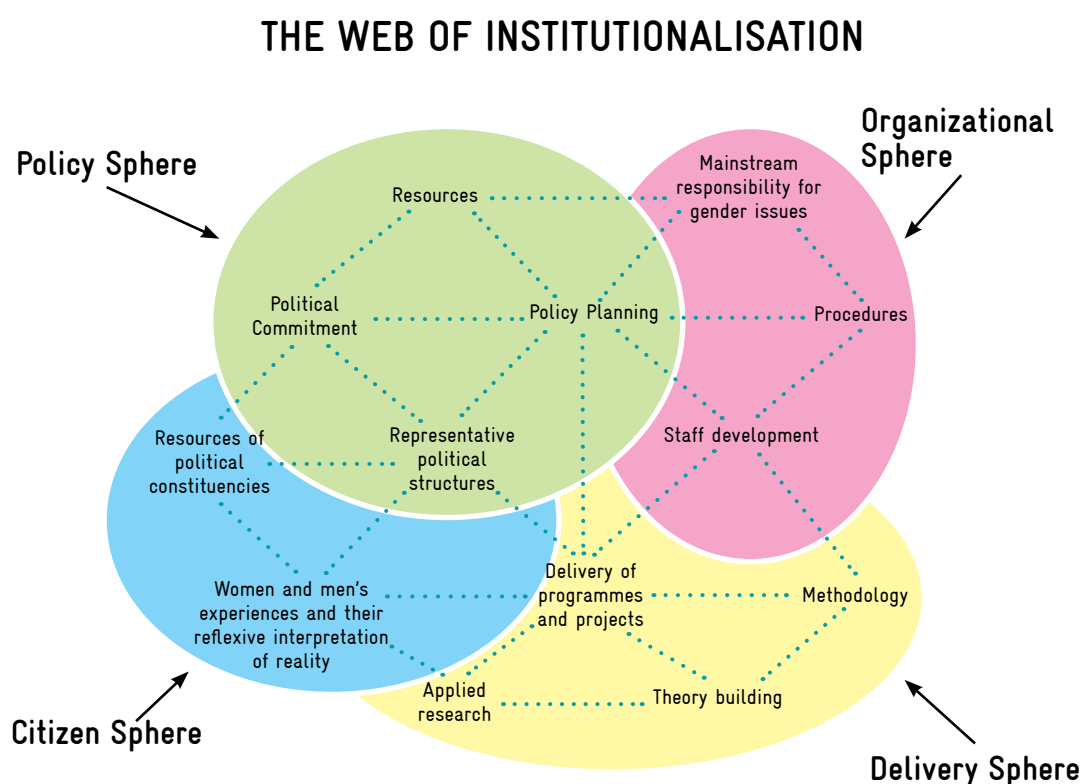 THE WEB OF INSTITUTIONALISATION
Policy Sphere
Organizational
Sphere
Resources
Mainstream
responsibility for
gender issues
Political
Commitment
Policy Planning
Procedures
Resources of
political
constituencies
Representative
political
structures
Staff development
Women and men's
experiences and their
reflexive interpretation
of reality
Delivery of
programmes
and projects
Methodology
Applied
research
Theory building
Citizen Sphere
Delivery Sphere